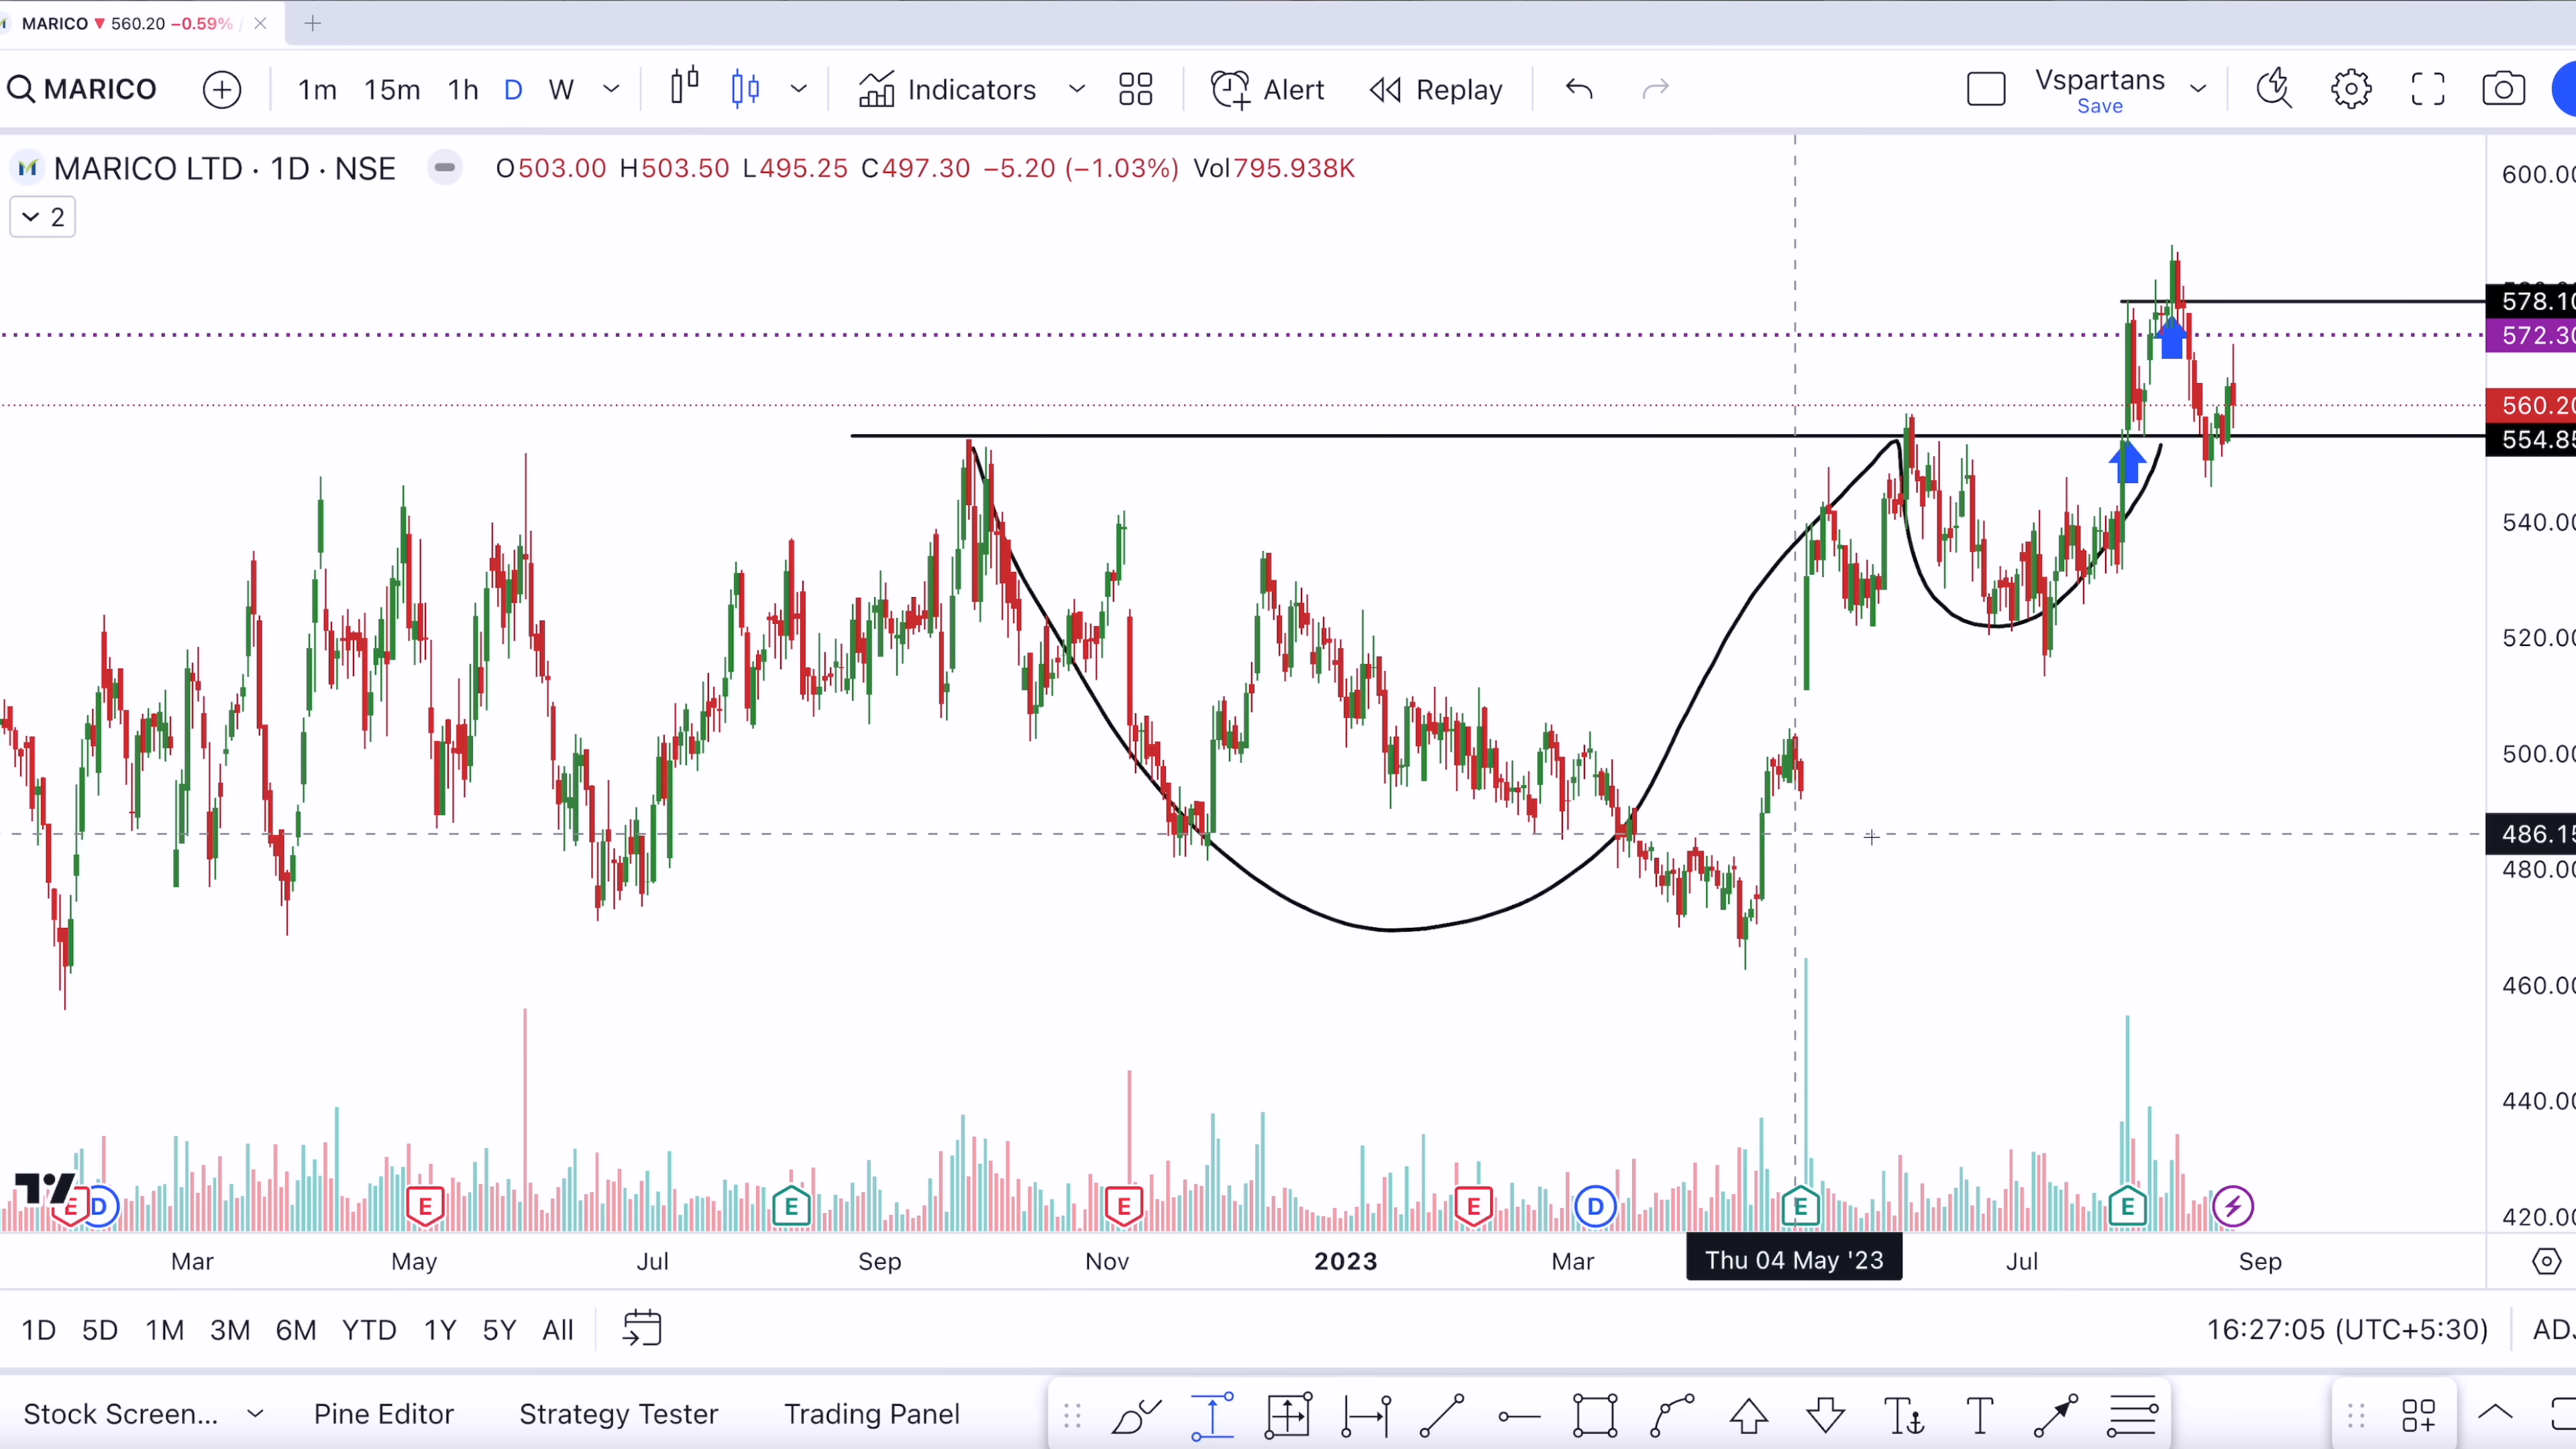 MARICO ▼ 560.20 −0.59% /
MARICO 1m 15m 1h D W Indicators Alert Replay Vspartans
Save
MARICO LTD · 1D · NSE O503.00 H503.50 L495.25 C497.30 −5.20 (−1.03%) Vol795.938K
2
600.00
578.10
572.30
560.20
554.85
540.00
520.00
500.00
486.15
480.00
460.00
440.00
420.00
E D E E E E D E E
Mar May Jul Sep Nov 2023 Mar Thu 04 May '23 Jul Sep
1D 5D 1M 3M 6M YTD 1Y 5Y All 16:27:05 (UTC+5:30)
Stock Screen... Pine Editor Strategy Tester Trading Panel T T